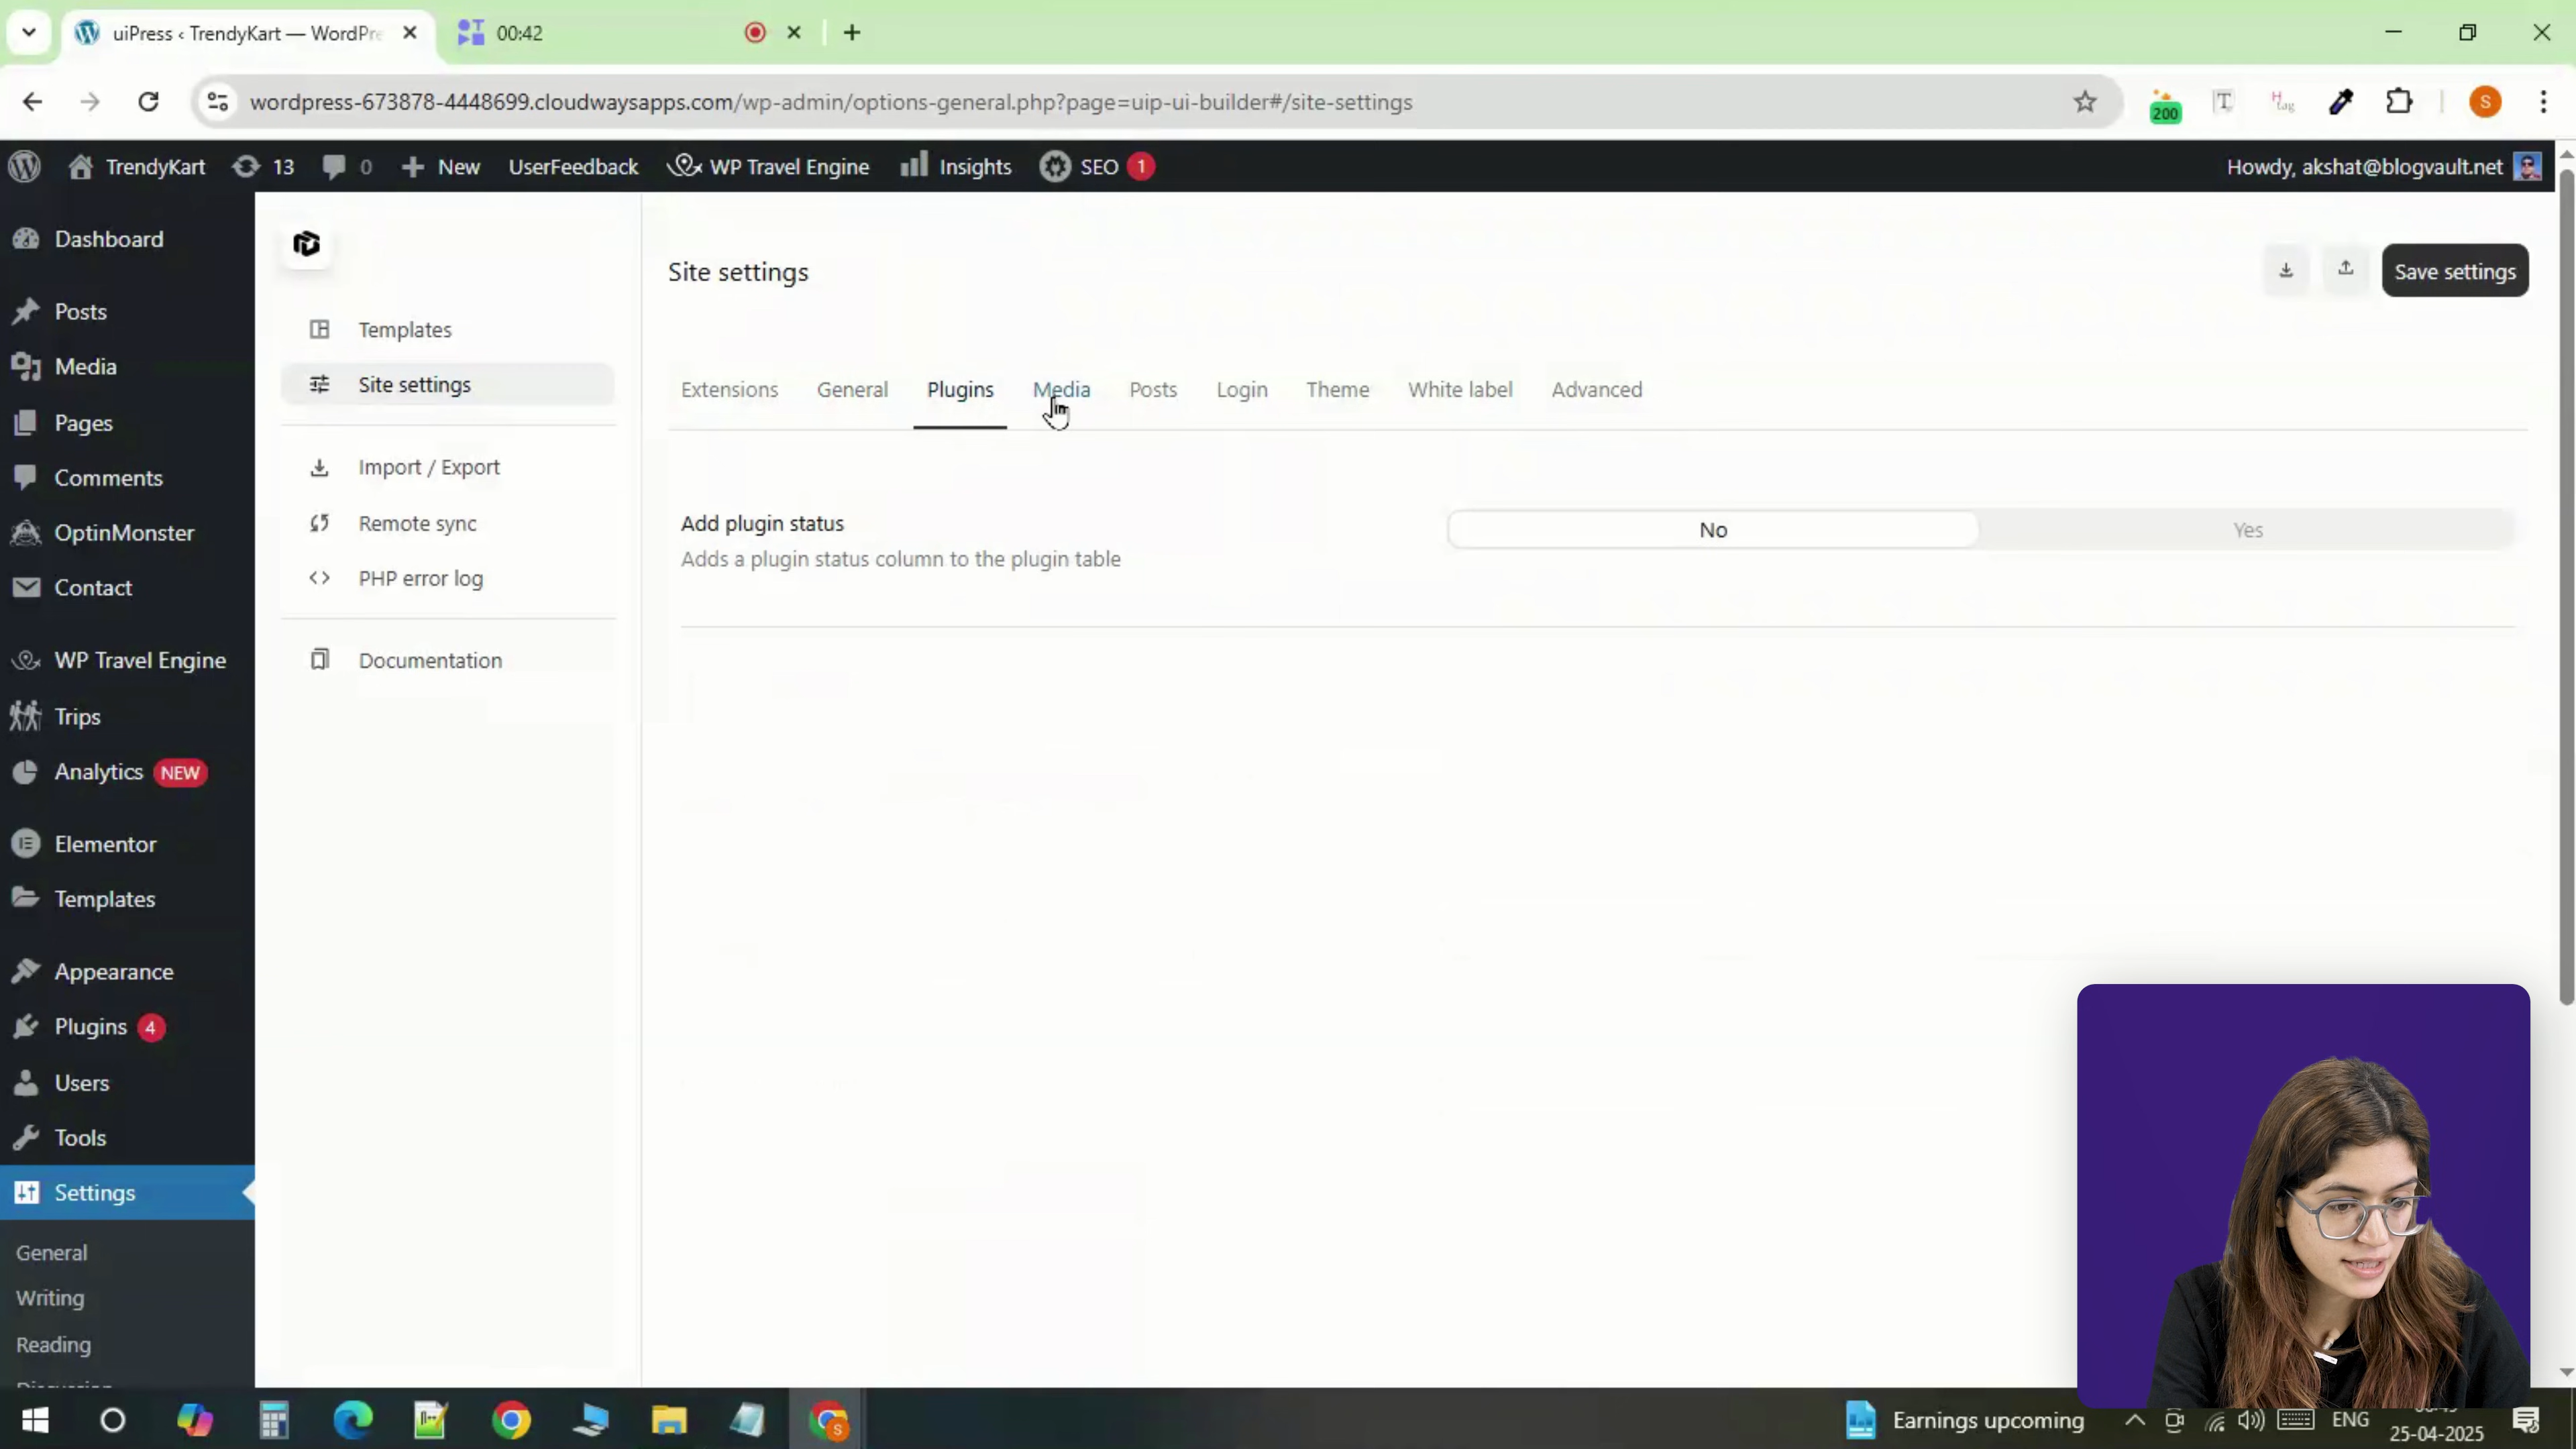 uiPress ‹ TrendyKart — WordPre
00:42
wordpress-673878-4448699.cloudwaysapps.com/wp-admin/options-general.php?page=uip-ui-builder#/site-settings
200
T
H
tag
S
TrendyKart
13
0
New
UserFeedback
WP Travel Engine
Insights
SEO
1
Howdy, akshat@blogvault.net
Dashboard
Posts
Media
Pages
Comments
OptinMonster
Contact
WP Travel Engine
Trips
Analytics NEW
Elementor
Templates
Appearance
Plugins 4
Users
Tools
Settings
General
Writing
Reading
Templates
Site settings
Import / Export
Remote sync
PHP error log
Documentation
Site settings
Save settings
Extensions General Plugins Media Posts Login Theme White label Advanced
Add plugin status
Adds a plugin status column to the plugin table
No
Yes
Earnings upcoming
ENG
25-04-2025